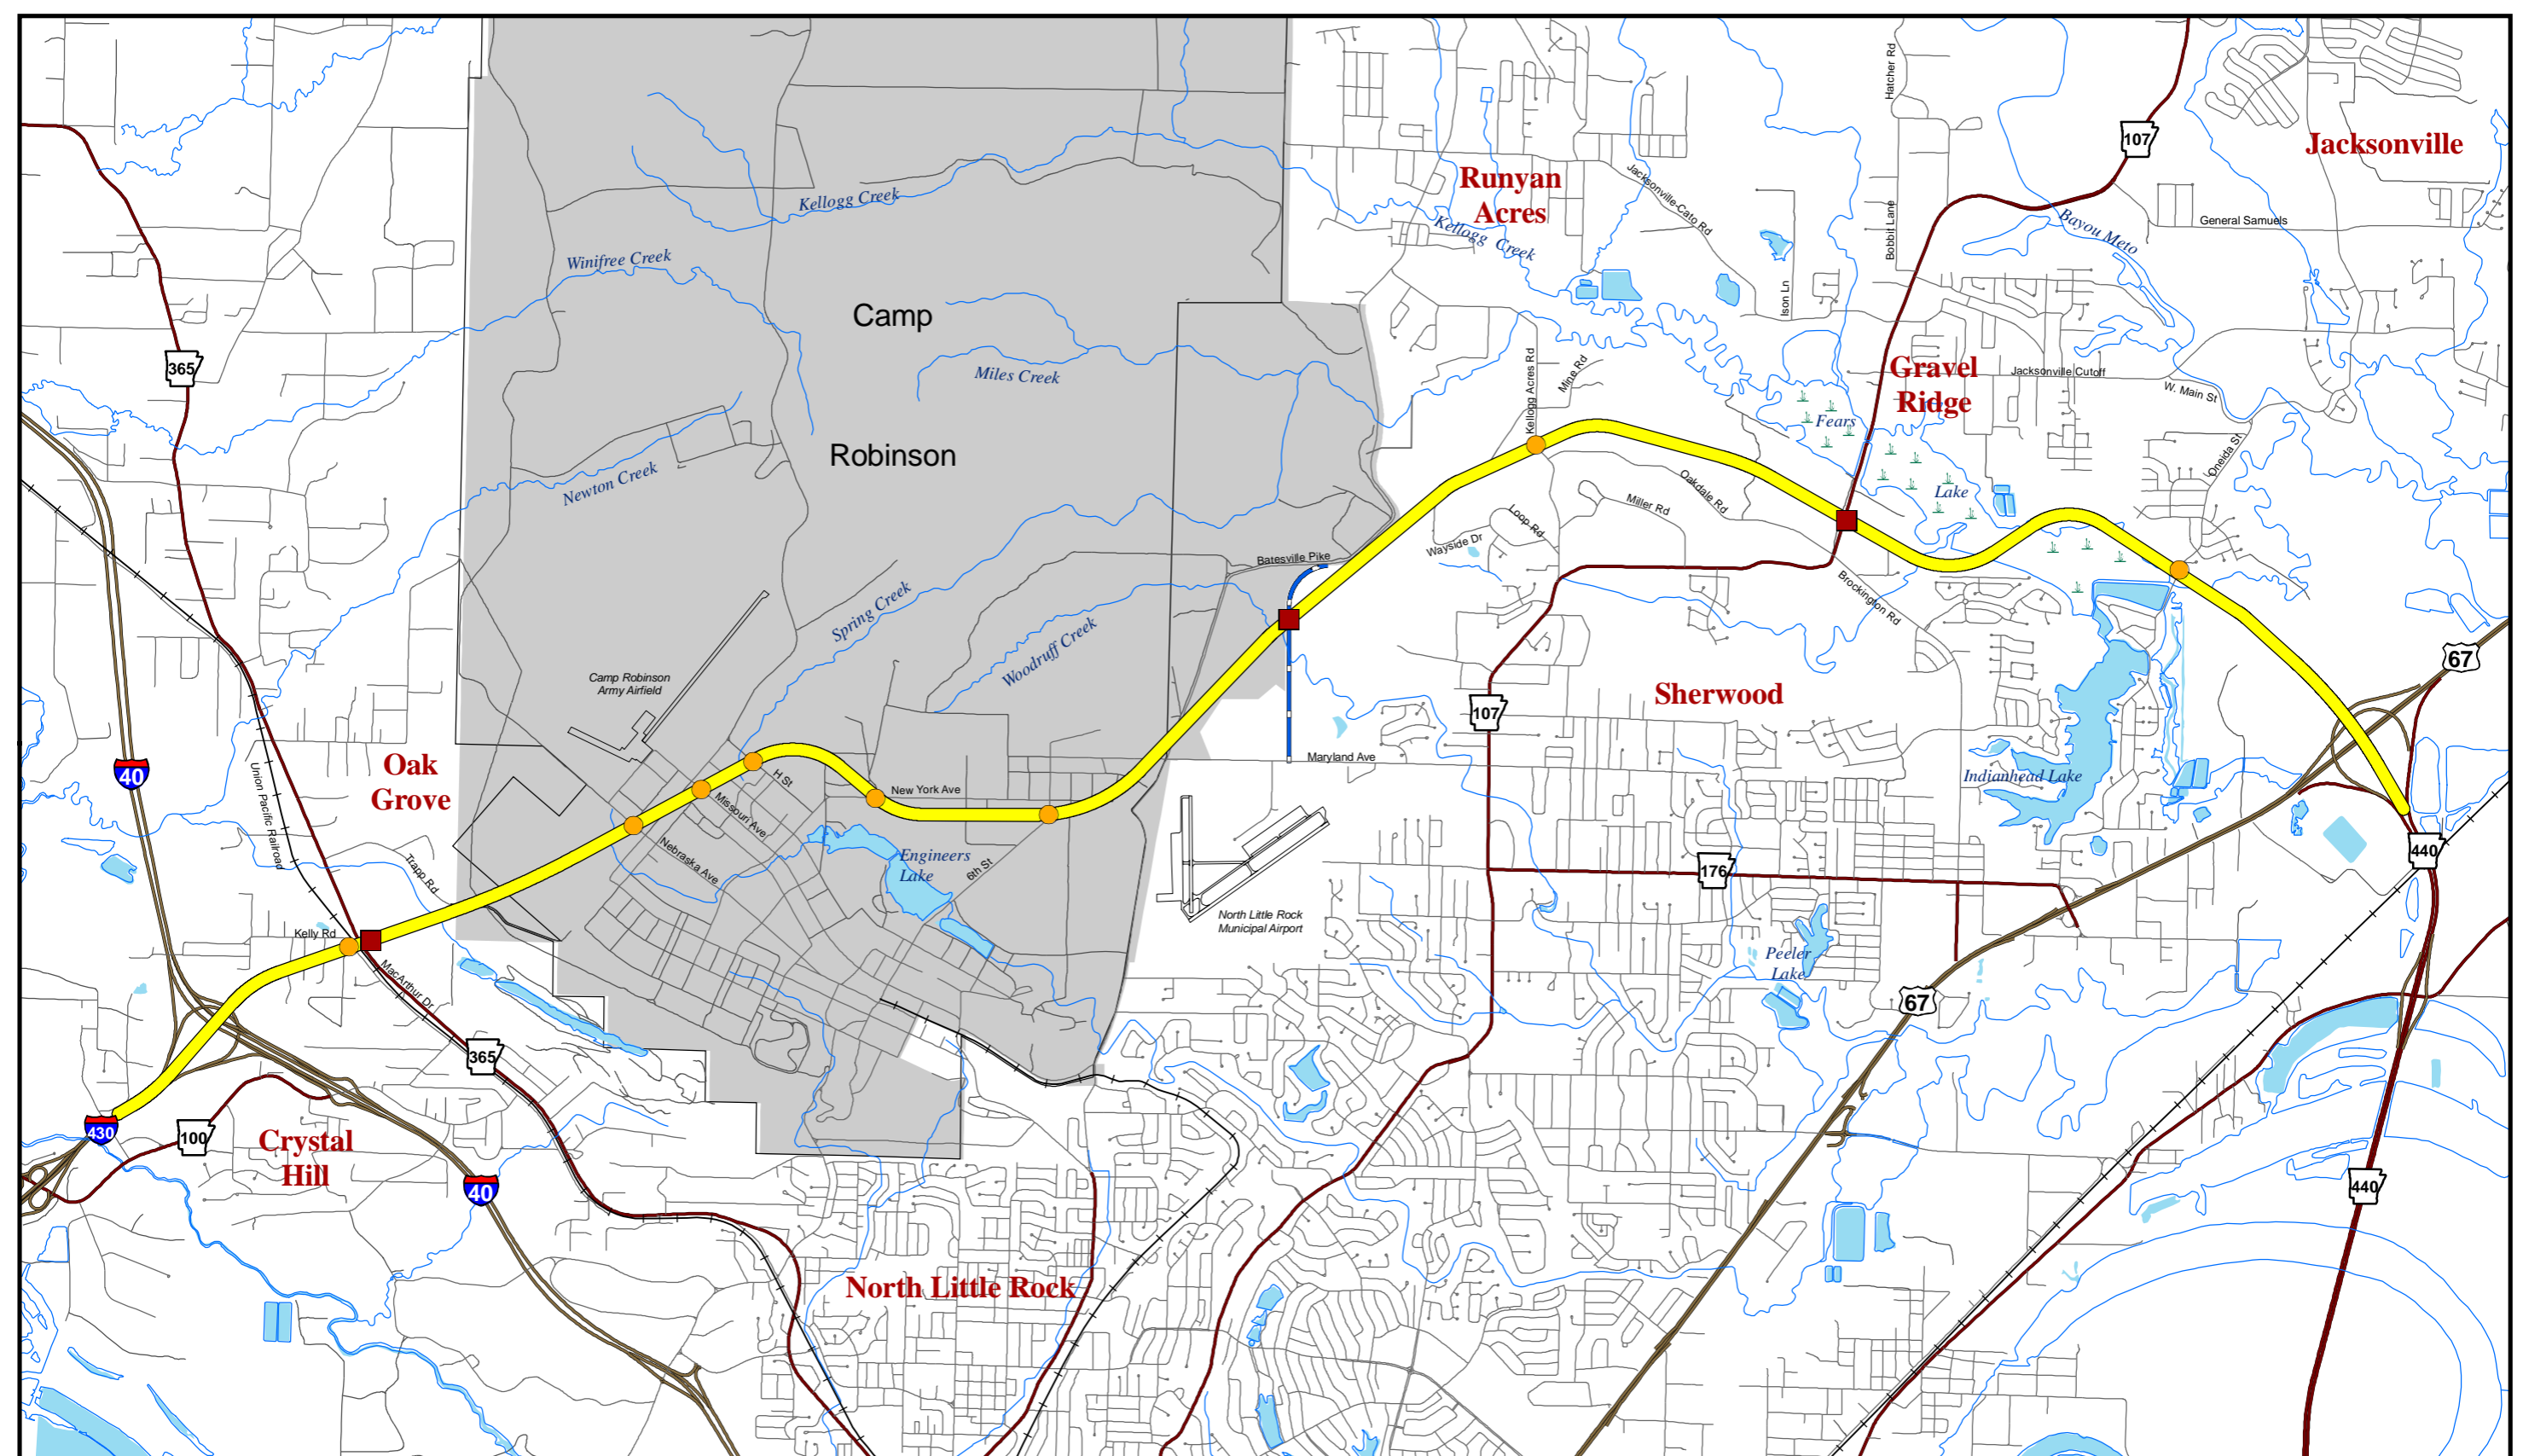 Hatcher Rd
107
Jacksonville
Runyan
Acres
Jacksonville-Cato Rd
Kellogg Creek
Kellogg Creek
Bobbit Lane
Bayou Meto
General Samuels
Winifree Creek
Ison Ln
Camp
365
Miles Creek
Kellogg Acres Rd
Mine Rd
Gravel
Ridge
Jacksonville Cutoff
W. Main St
Fears
Robinson
Oneida St
Newton Creek
Oakdale Rd
Lake
Miller Rd
Loop Rd
Wayside Dr
Batesville Pike
Brockington Rd
Spring Creek
Woodruff Creek
67
Camp Robinson
Army Airfield
Sherwood
107
Oak
Grove
40
Union Pacific Railroad
Maryland Ave
Indianhead Lake
H St
New York Ave
Missouri Ave
Nebraska Ave
Engineers
Lake
6th St
Trapp Rd
440
176
North Little Rock
Municipal Airport
Kelly Rd
MacArthur Dr
Peeler
Lake
67
365
430
100
Crystal
Hill
40
440
North Little Rock